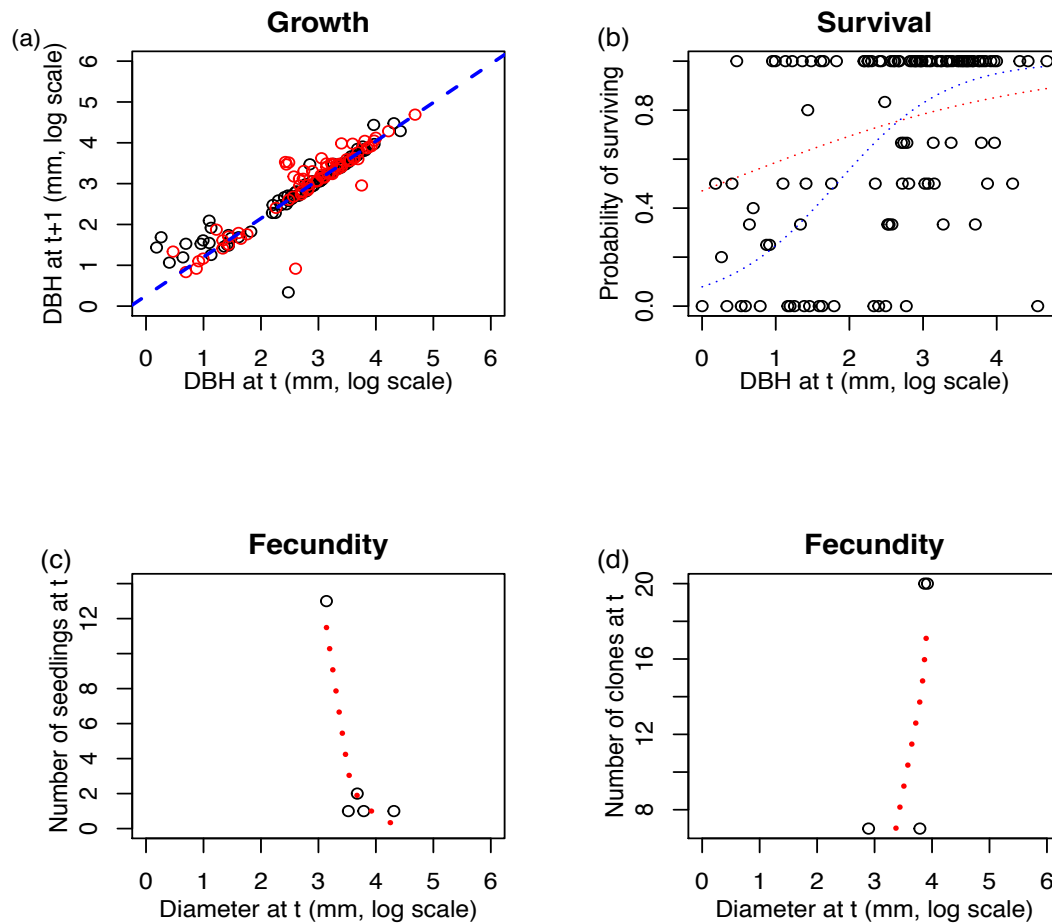 Growth
(a)
DBH at t+1 (mm, log scale)
6
5
4
3
2
1
0
0 1 2 3 4 5 6
DBH at t (mm, log scale)
Survival
(b)
Probability of surviving
0.8
0.4
0.0
0 1 2 3 4
DBH at t (mm, log scale)
Fecundity
(c)
Number of seedlings at t
12
8
6
4
2
0
0 1 2 3 4 5 6
Diameter at t (mm, log scale)
Fecundity
(d)
Number of clones at t
20
16
12
8
0 1 2 3 4 5 6
Diameter at t (mm, log scale)